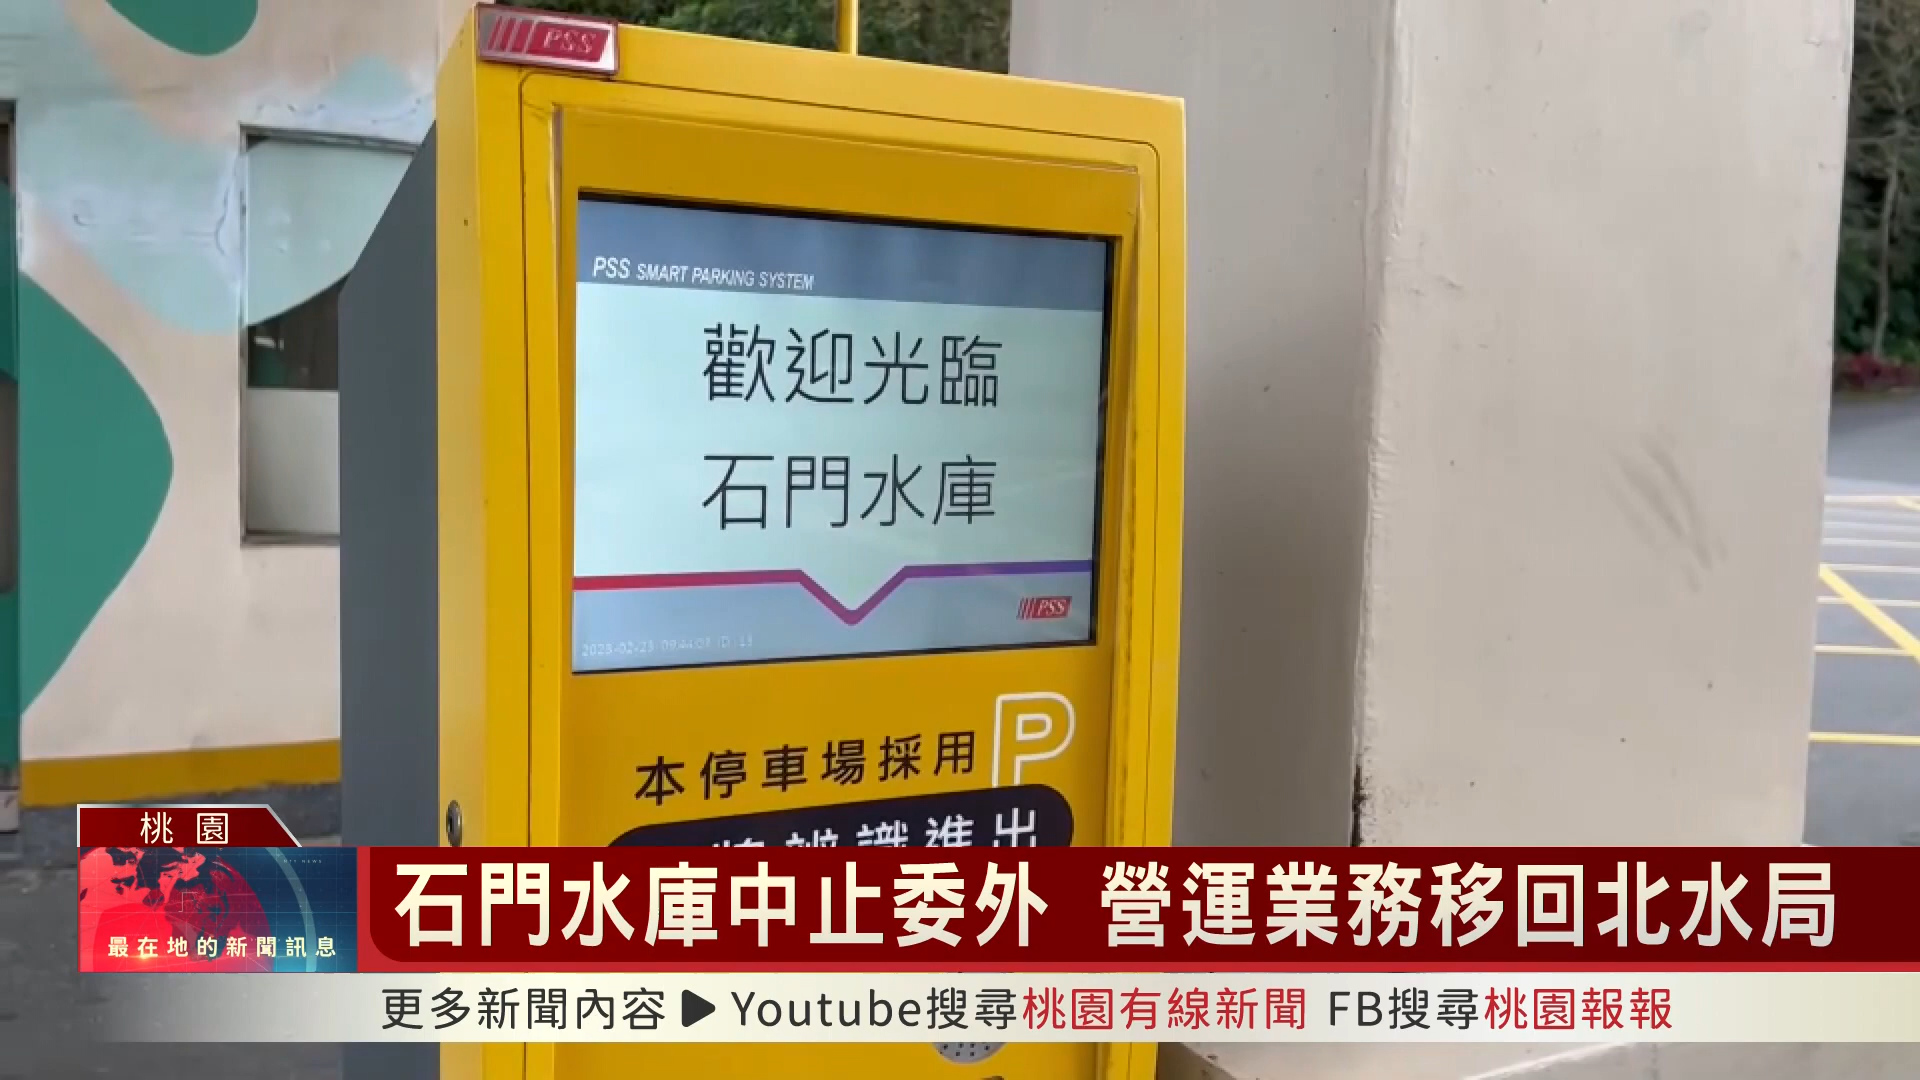 PSS
PSS SMART PARKING SYSTEM
歡迎光臨
石門水庫
PSS
本停車場採用
P
辨識進出
桃園
石門水庫中止委外 營運業務移回北水局
最在地的新聞訊息
更多新聞內容▶Youtube搜尋桃園有線新聞 FB搜尋桃園報報